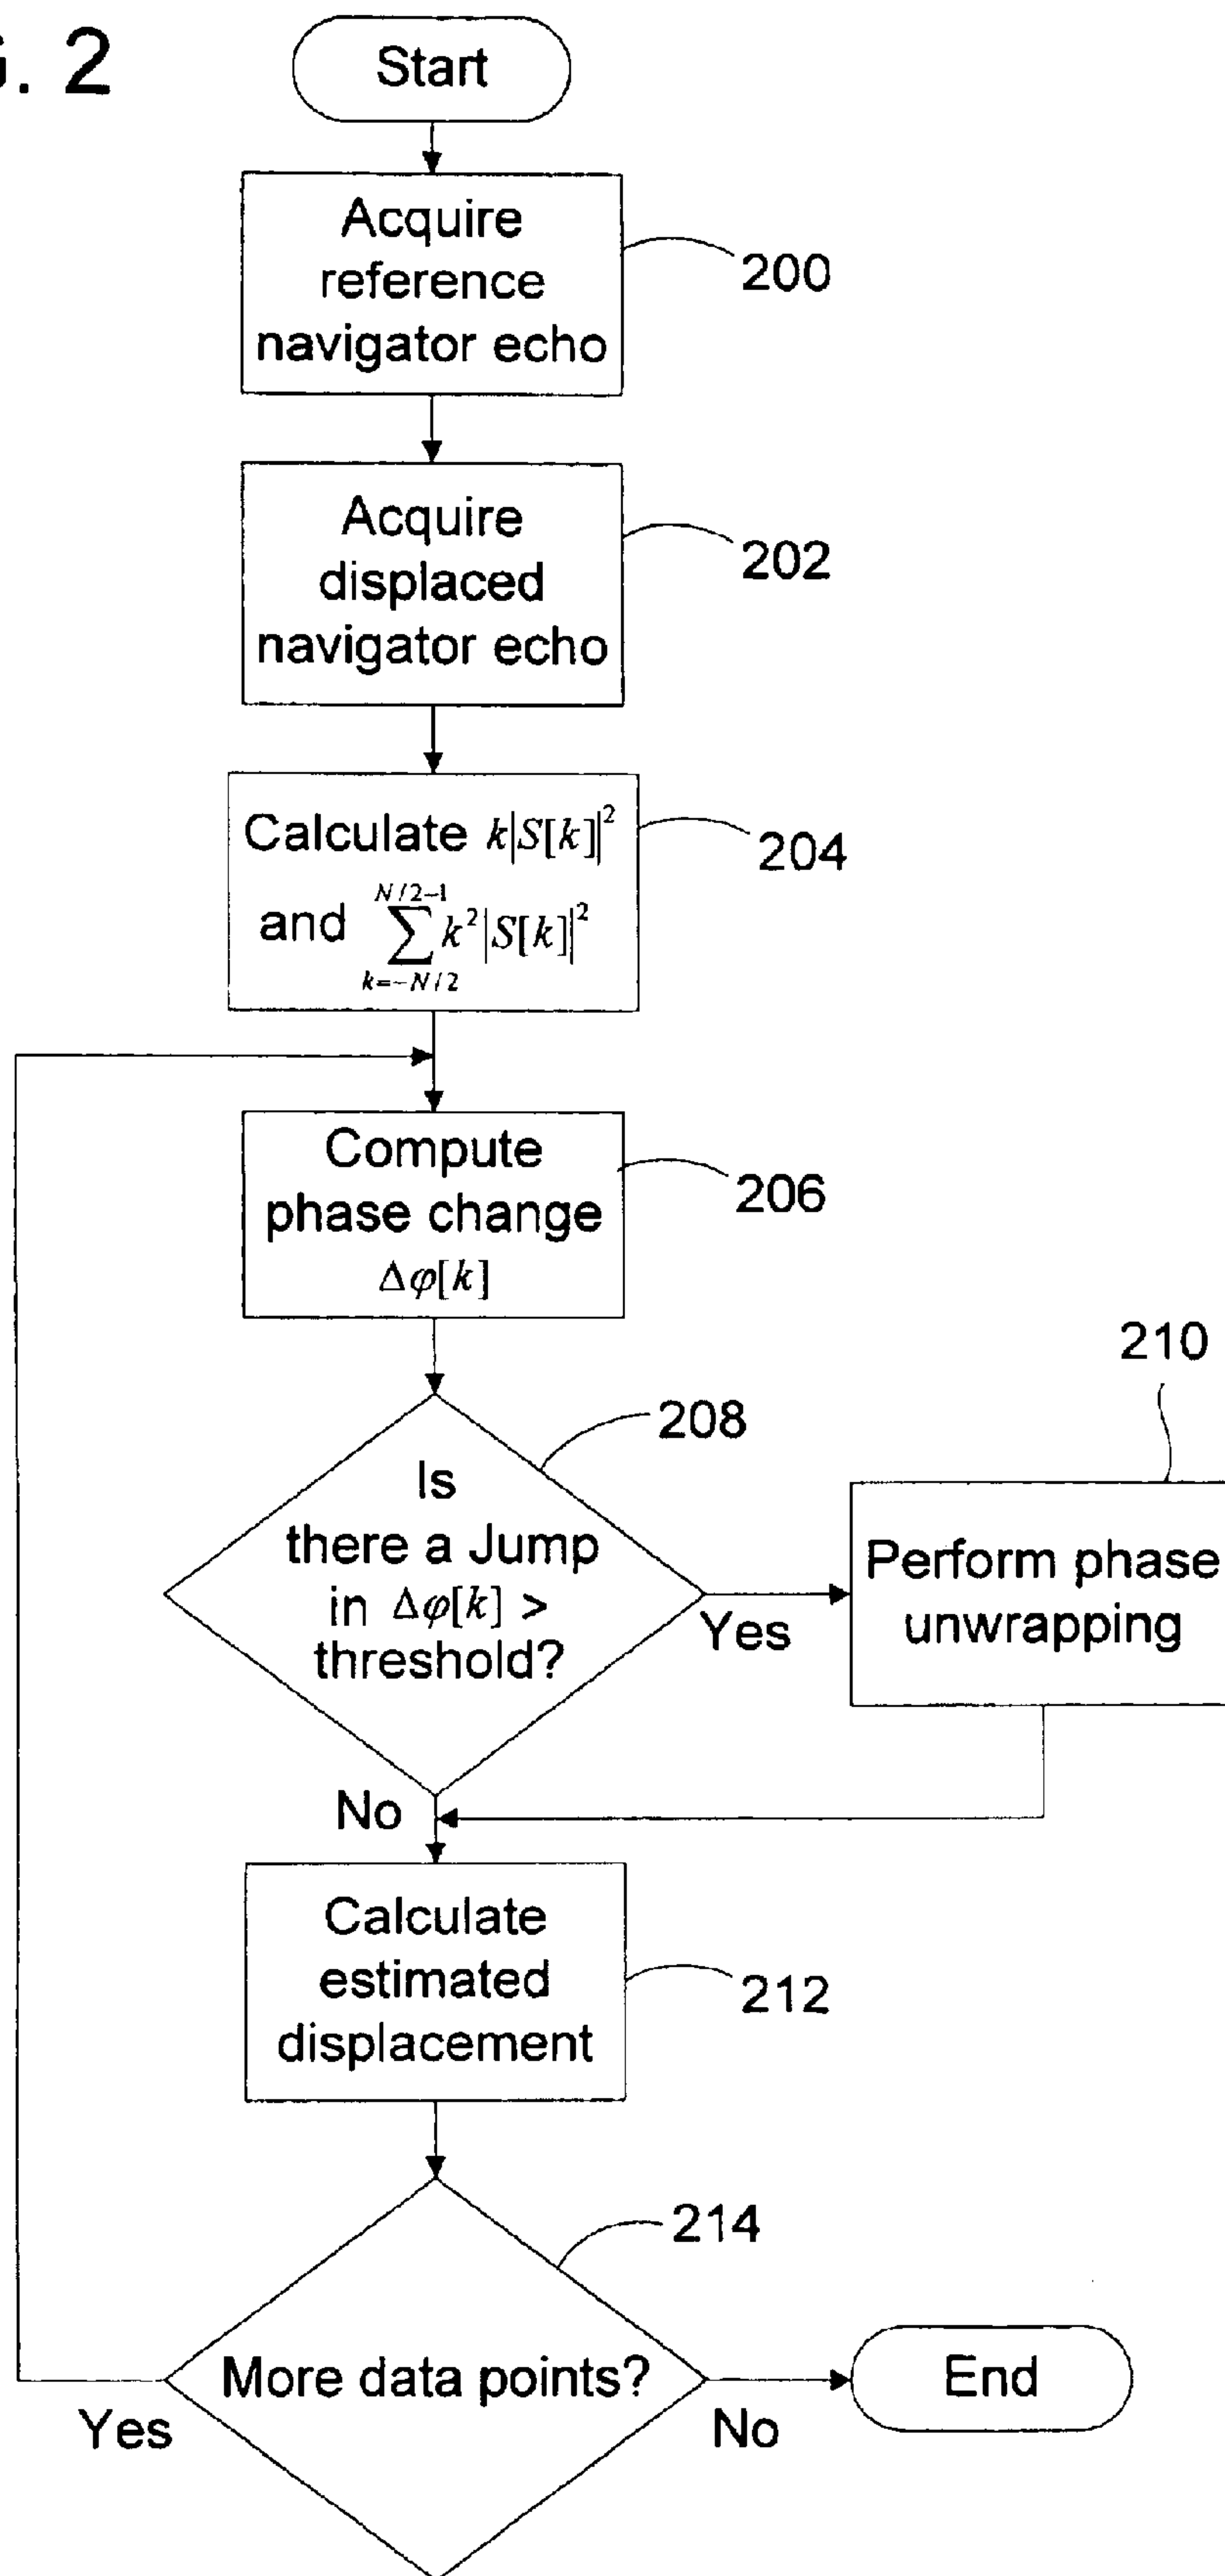 . 2
Start
Acquire
reference
navigator echo
200
Acquire
displaced
navigator echo
202
Calculate k|S[k]|²
and ∑_{k=-N/2}^{N/2-1} k²|S[k]|²
204
Compute
phase change
Δφ[k]
206
Is
there a Jump
in Δφ[k] >
threshold?
208
Yes
210
Perform phase
unwrapping
No
Calculate
estimated
displacement
212
More data points?
214
Yes
No
End